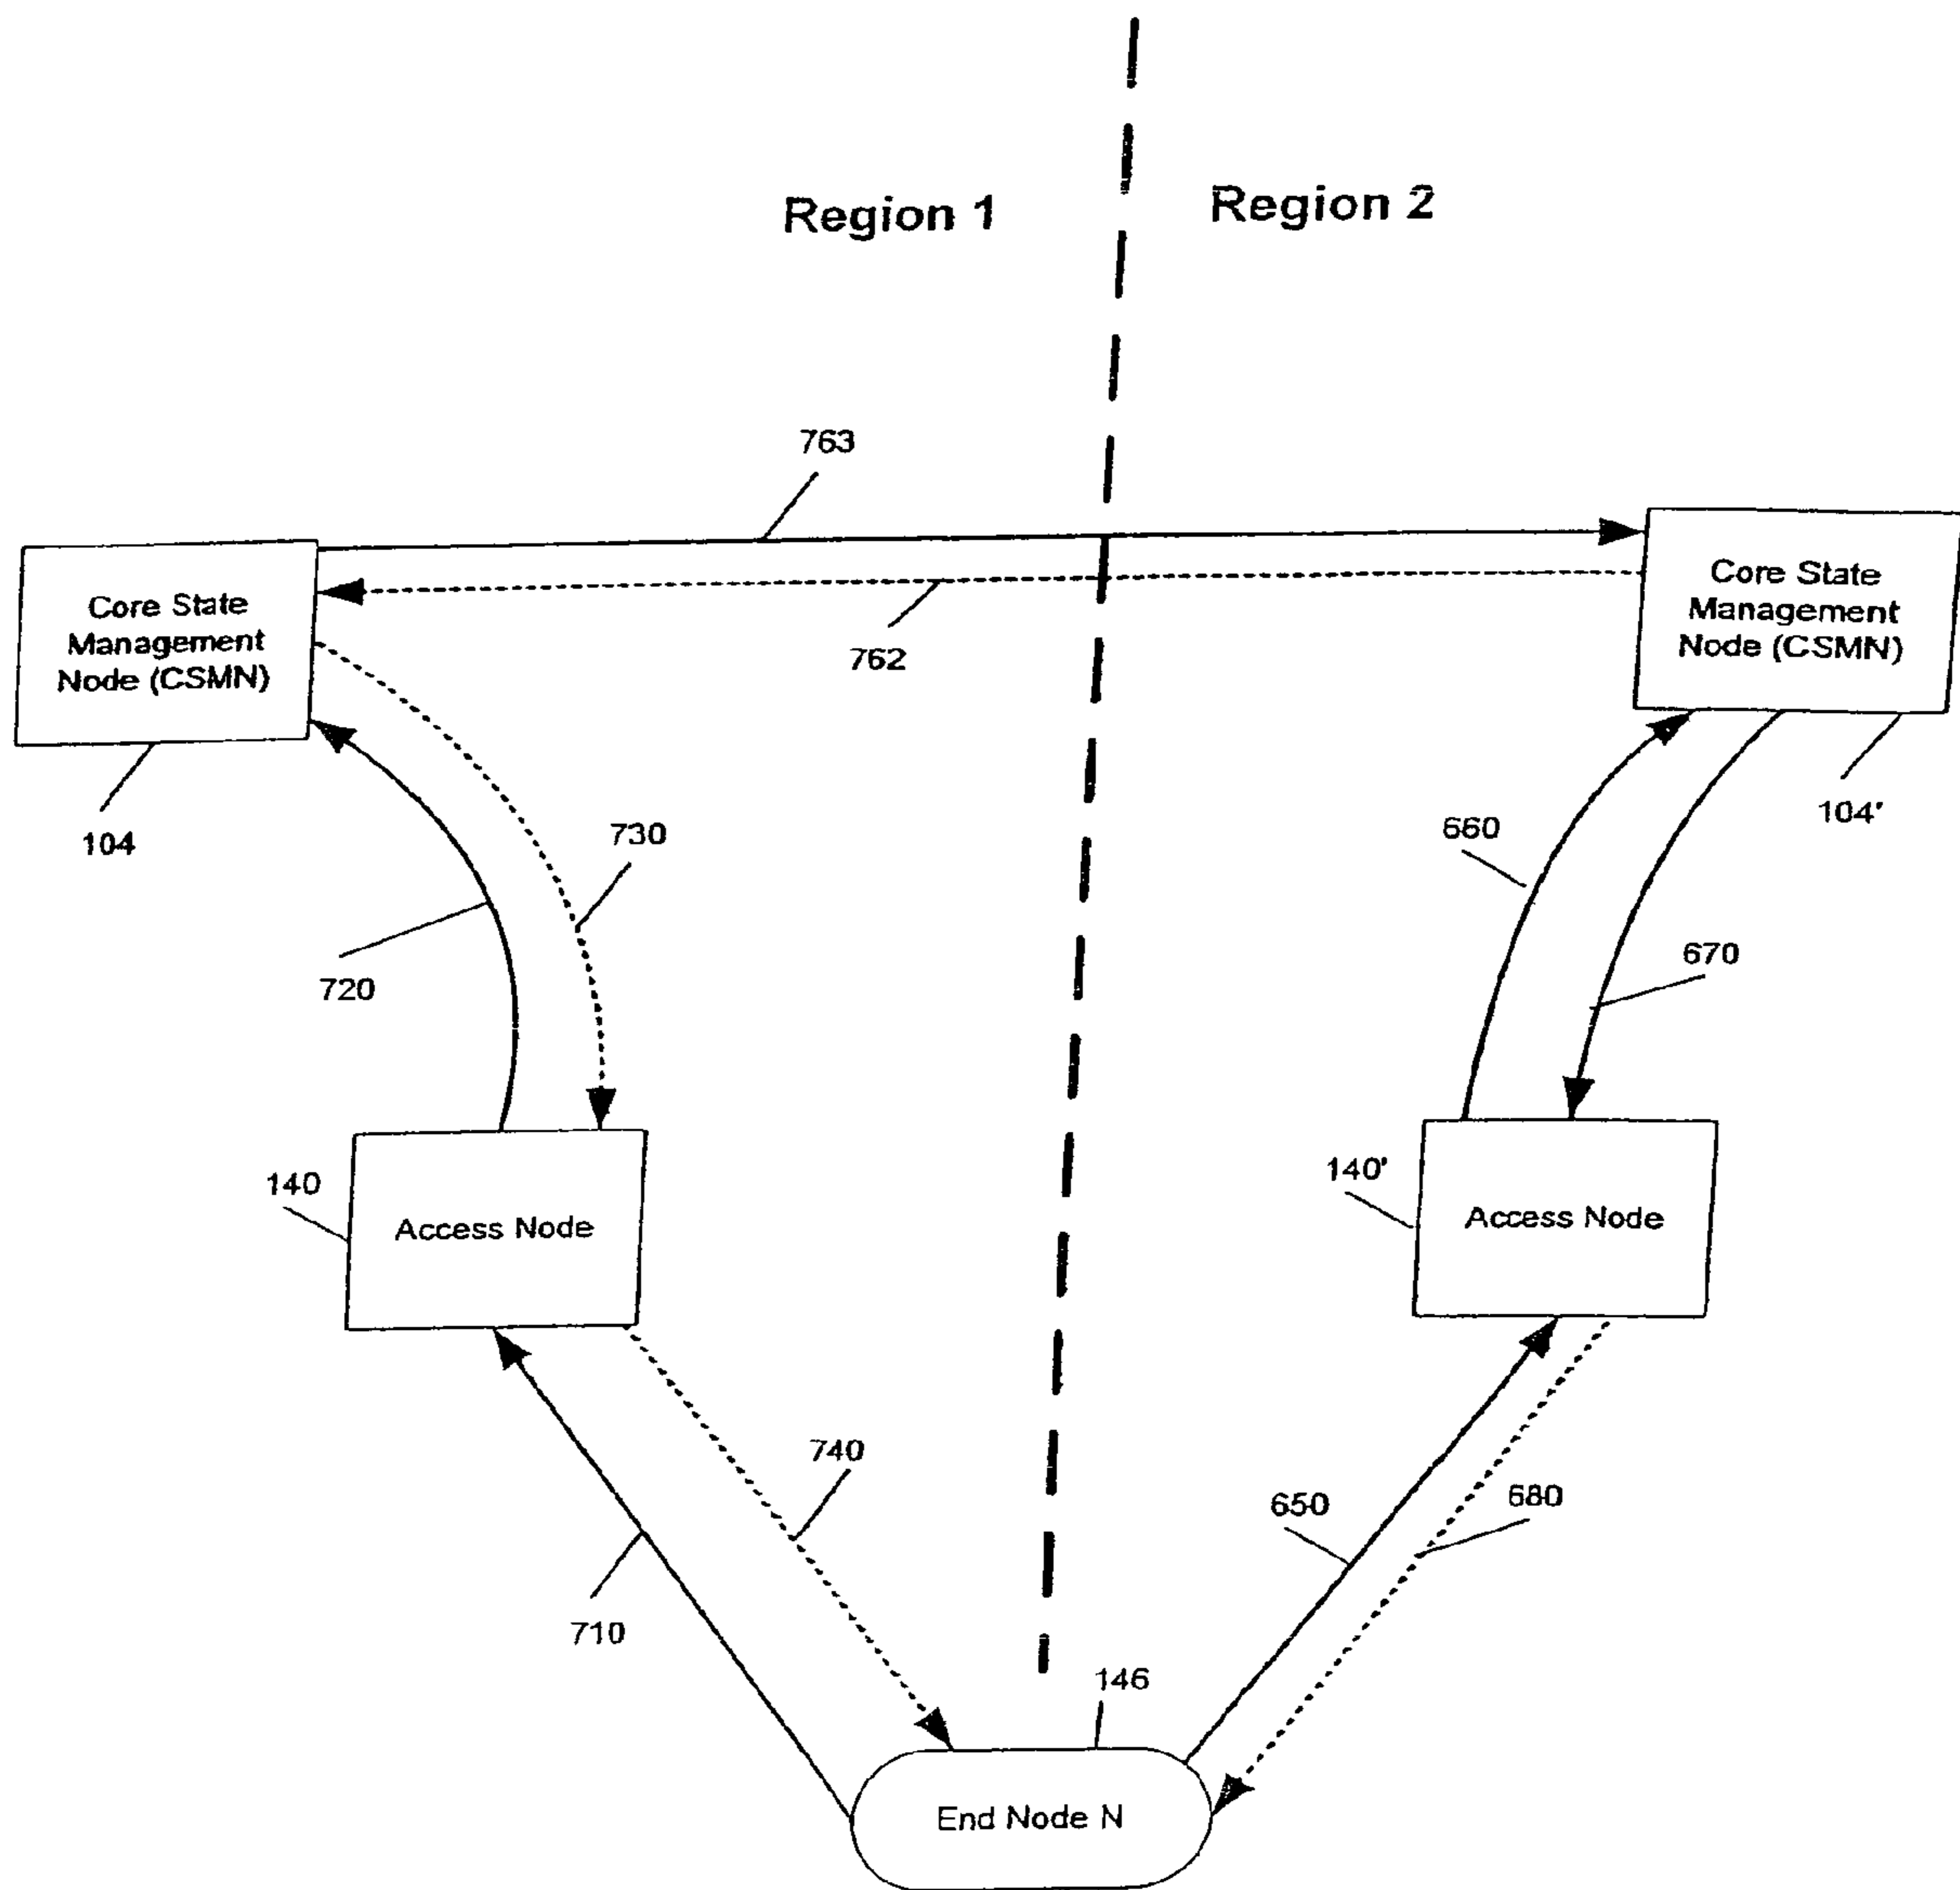 Region 1
Region 2
763
762
Core State
Management
Node (CSMN)
Core State
Management
Node (CSMN)
104
104'
730
720
660
670
140
Access Node
140'
Access Node
740
710
650
680
146
End Node N